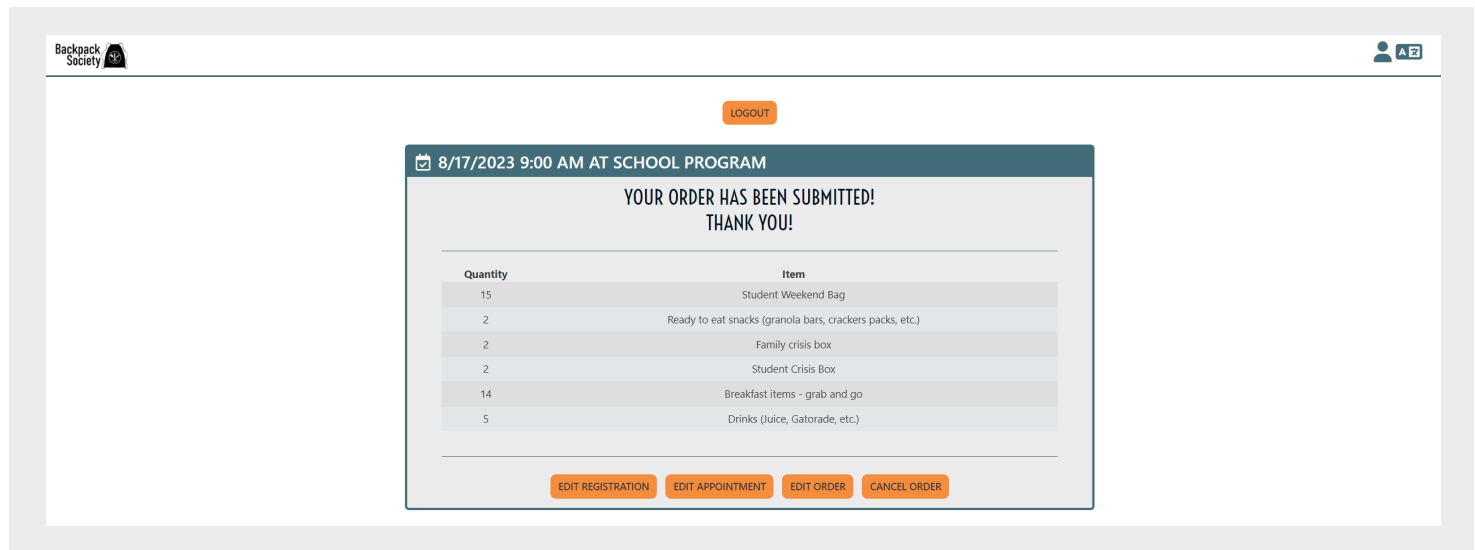 Backpack
Society
LOGOUT
8/17/2023 9:00 AM AT SCHOOL PROGRAM
YOUR ORDER HAS BEEN SUBMITTED!
THANK YOU!
Quantity Item
15 Student Weekend Bag
2 Ready to eat snacks (granola bars, crackers packs, etc.)
2 Family crisis box
2 Student Crisis Box
14 Breakfast items - grab and go
5 Drinks (Juice, Gatorade, etc.)
EDIT REGISTRATION EDIT APPOINTMENT EDIT ORDER CANCEL ORDER